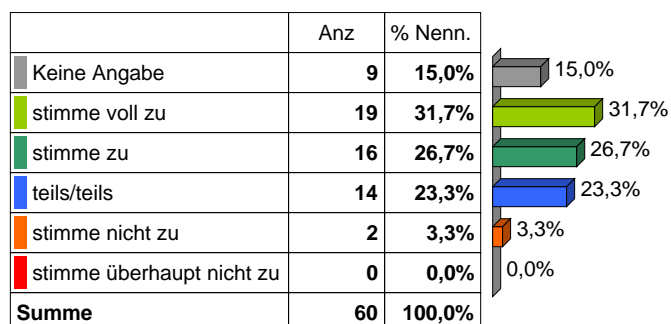 Anz % Nenn.
Keine Angabe 9 15,0% 15,0%
stimme voll zu 19 31,7% 31,7%
stimme zu 16 26,7% 26,7%
teils/teils 14 23,3% 23,3%
stimme nicht zu 2 3,3% 3,3%
stimme überhaupt nicht zu 0 0,0% 0,0%
Summe 60 100,0%